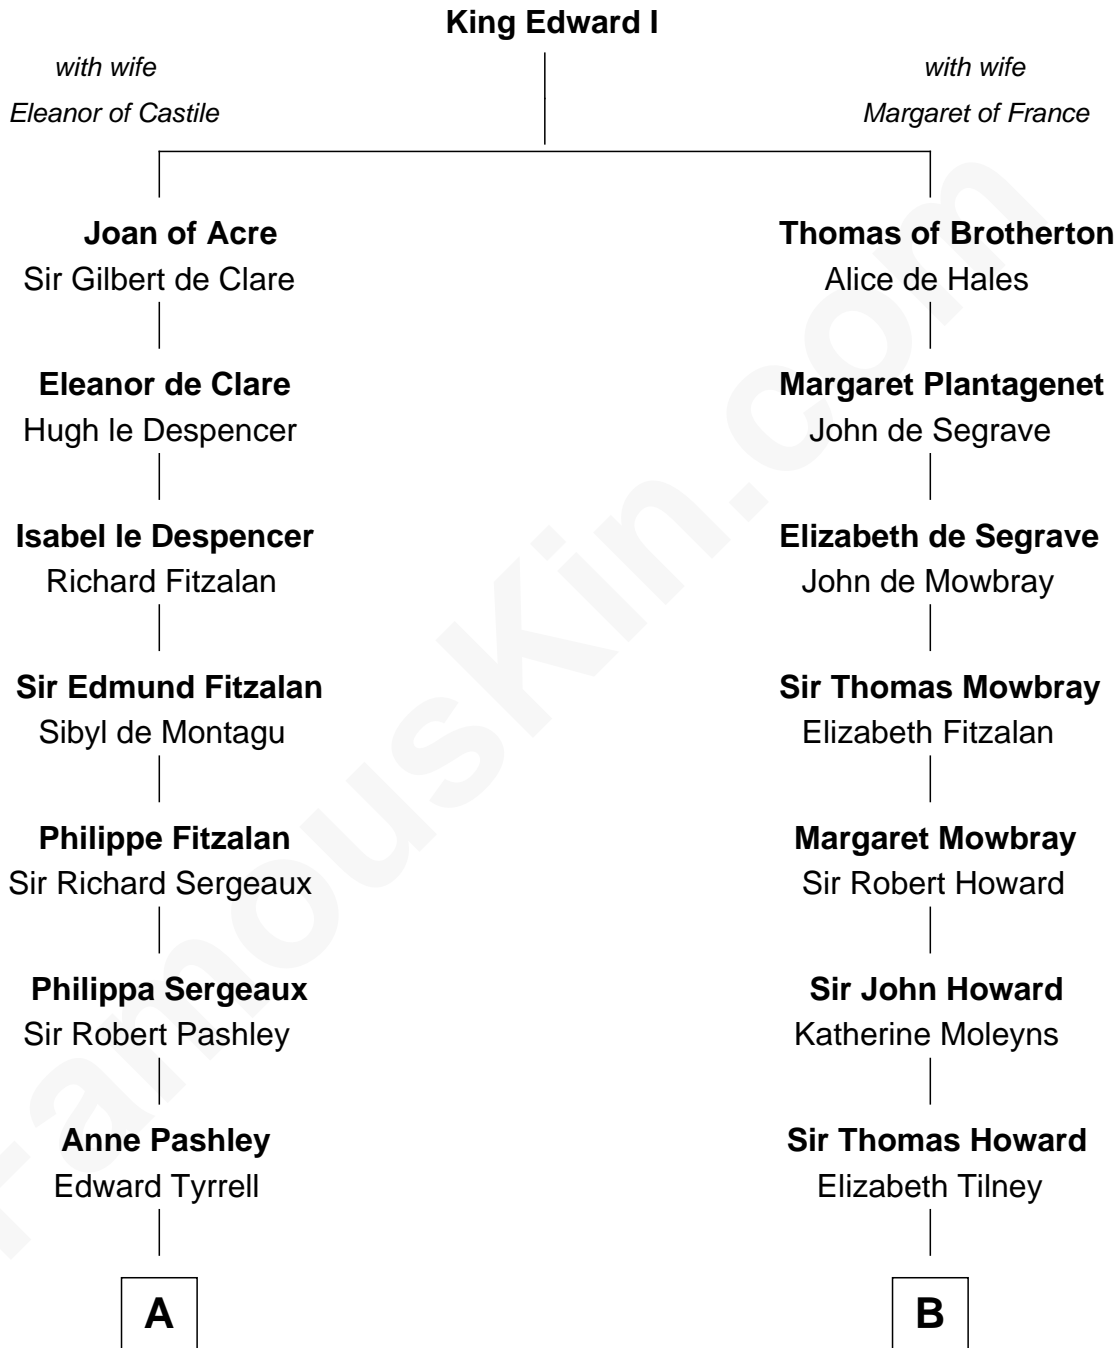 King Edward I
with wife
Eleanor of Castile
with wife
Margaret of France
Joan of Acre
Sir Gilbert de Clare
Thomas of Brotherton
Alice de Hales
Eleanor de Clare
Hugh le Despencer
Margaret Plantagenet
John de Segrave
Isabel le Despencer
Richard Fitzalan
Elizabeth de Segrave
John de Mowbray
Sir Edmund Fitzalan
Sibyl de Montagu
Sir Thomas Mowbray
Elizabeth Fitzalan
Philippe Fitzalan
Sir Richard Sergeaux
Margaret Mowbray
Sir Robert Howard
Philippa Sergeaux
Sir Robert Pashley
Sir John Howard
Katherine Moleyns
Anne Pashley
Edward Tyrrell
Sir Thomas Howard
Elizabeth Tilney
A
B
FamousKin.com